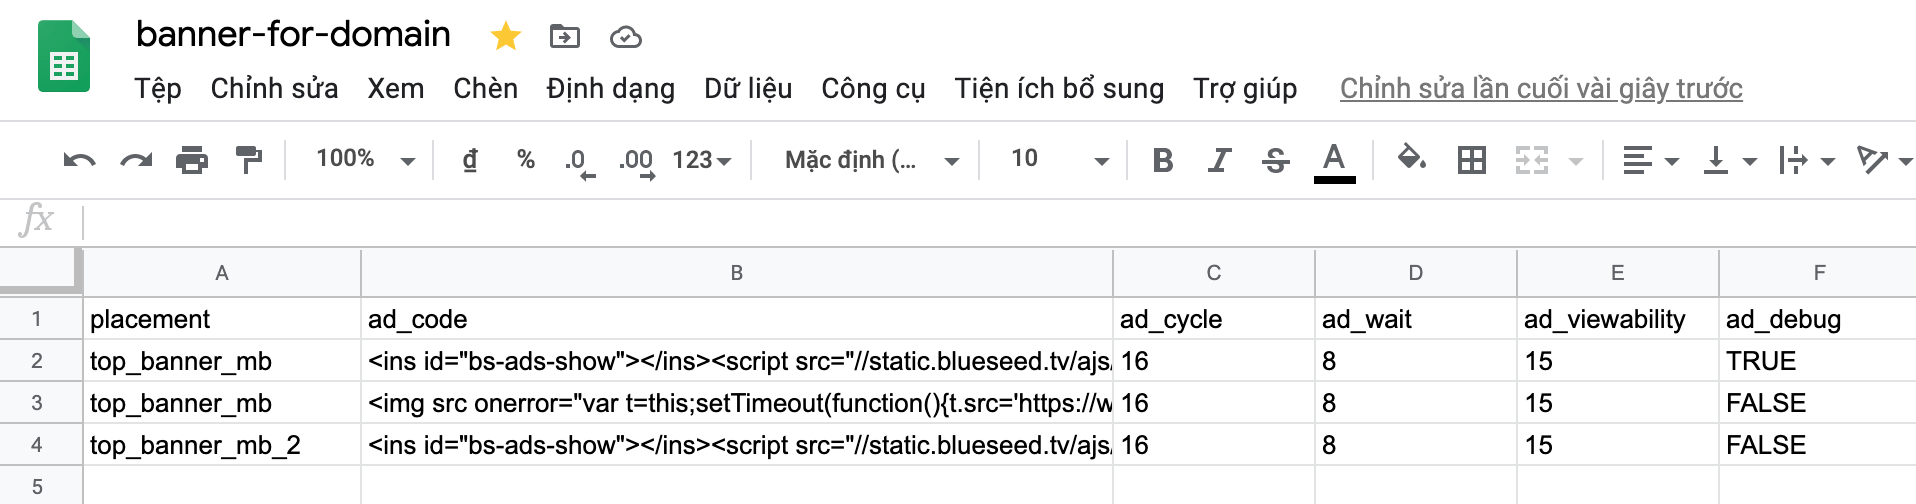 banner-for-domain
Tệp Chỉnh sửa Xem Chèn Định dạng Dữ liệu Công cụ Tiện ích bổ sung Trợ giúp Chỉnh sửa lần cuối vài giây trước
100% đ % .0 .00 123 Mặc định (... 10 B I S A
fx
A B C D E F
1 placement ad_code ad_cycle ad_wait ad_viewability ad_debug
2 top_banner_mb <ins id="bs-ads-show"></ins><script src="//static.blueseed.tv/ajs/ 16 8 15 TRUE
3 top_banner_mb <img src onerror="var t=this;setTimeout(function(){t.src='https://w 16 8 15 FALSE
4 top_banner_mb_2 <ins id="bs-ads-show"></ins><script src="//static.blueseed.tv/ajs/ 16 8 15 FALSE
5